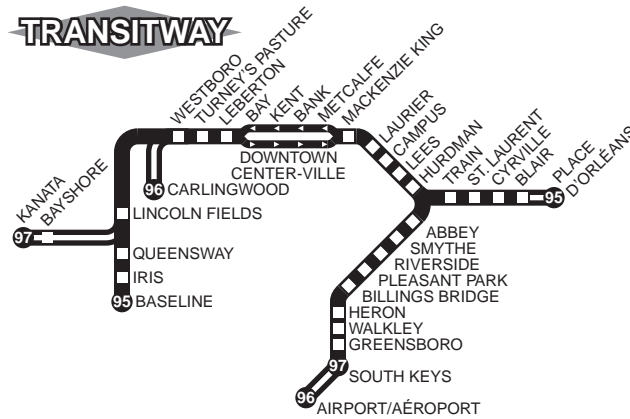 TRANSITWAY
WESTBORO
TURNEY'S PASTURE
LEBERTON
BAY
KENT
BANK
METCALFE
MACKENZIE KING
LAURIER
CAMPUS
LEES
HURDMAN
TRAIN
ST. LAURENT
CYRVILLE
BLAIR
PLACE
D'ORLÉANS
95
DOWNTOWN
CENTER-VILLE
96 CARLINGWOOD
KANATA
BAYSHORE
97
LINCOLN FIELDS
QUEENSWAY
IRIS
95 BASELINE
ABBEY
SMYTHE
RIVERSIDE
PLEASANT PARK
BILLINGS BRIDGE
HERON
WALKLEY
GREENSBORO
97
SOUTH KEYS
96
AIRPORT/AÉROPORT